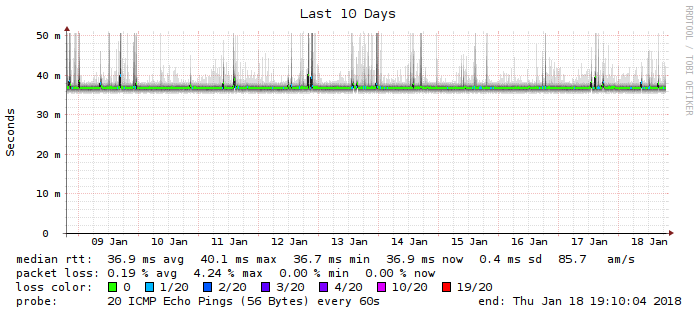 Last 10 Days
RRDTOOL / TOBI OETIKER
Seconds
50 m
40 m
30 m
20 m
10 m
0
09 Jan 10 Jan 11 Jan 12 Jan 13 Jan 14 Jan 15 Jan 16 Jan 17 Jan 18 Jan
median rtt: 36.9 ms avg 40.1 ms max 36.7 ms min 36.9 ms now 0.4 ms sd 85.7 am/s
packet loss: 0.19 % avg 4.24 % max 0.00 % min 0.00 % now
loss color: 0 1/20 2/20 3/20 4/20 10/20 19/20
probe: 20 ICMP Echo Pings (56 Bytes) every 60s end: Thu Jan 18 19:10:04 2018